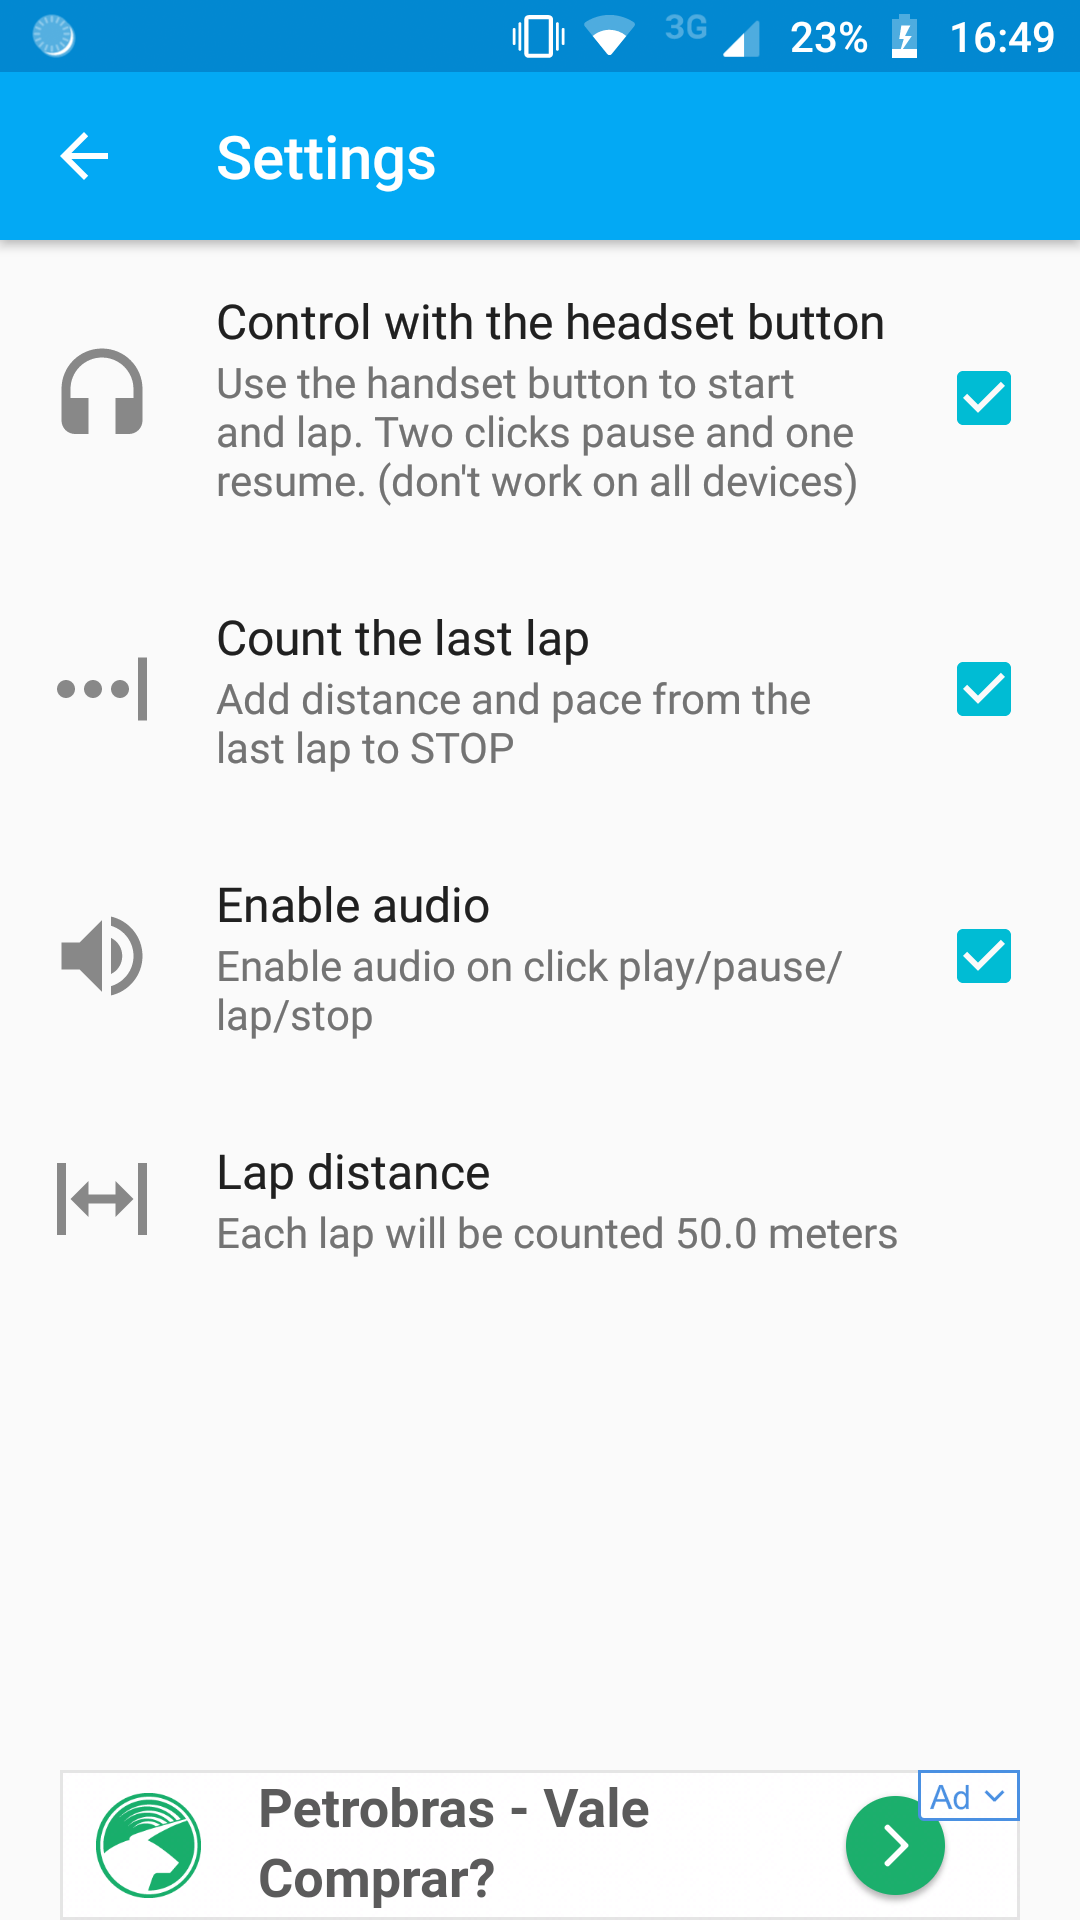 3G 23% 16:49
Settings
Control with the headset button
Use the handset button to start
and lap. Two clicks pause and one
resume. (don't work on all devices)
Count the last lap
Add distance and pace from the
last lap to STOP
Enable audio
Enable audio on click play/pause/
lap/stop
Lap distance
Each lap will be counted 50.0 meters
Petrobras - Vale
Comprar?
Ad